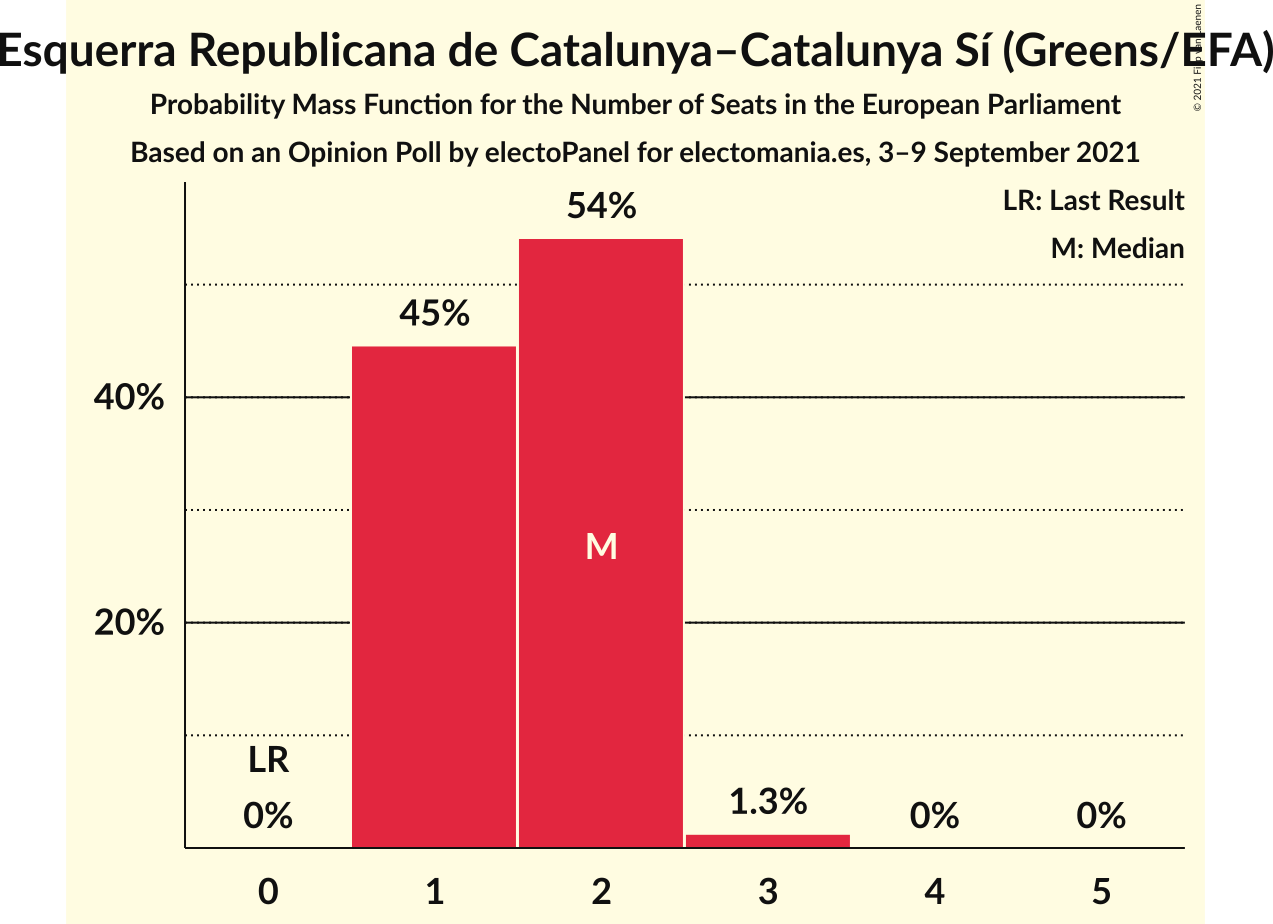 Esquerra Republicana de Catalunya–Catalunya Sí (Greens/EFA)
Probability Mass Function for the Number of Seats in the European Parliament
Based on an Opinion Poll by electoPanel for electomania.es, 3–9 September 2021
© 2021
LR: Last Result
M: Median
54%
45%
40%
M
20%
LR
0%
1.3%
0%
0%
0
1
2
3
4
5